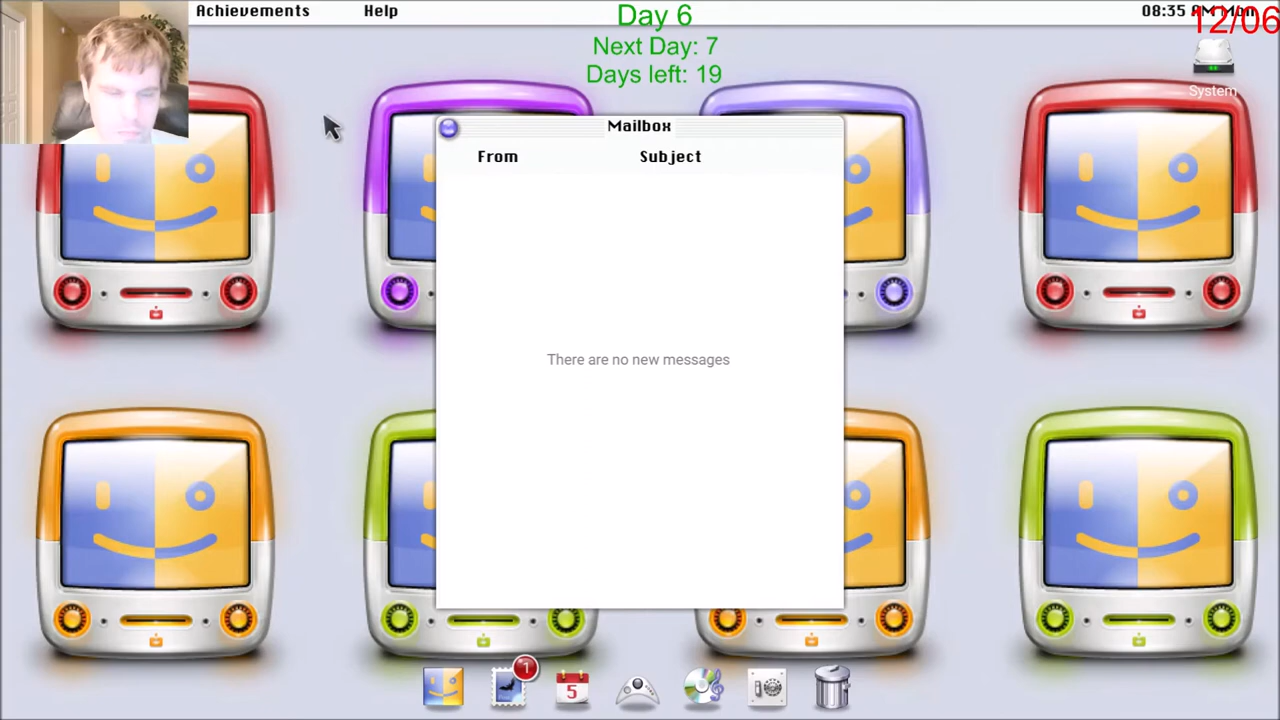 Achievements Help
Day 6
Next Day: 7
Days left: 19
08:35 AM Mon
12/06
System
Mailbox
From Subject
There are no new messages
1
5